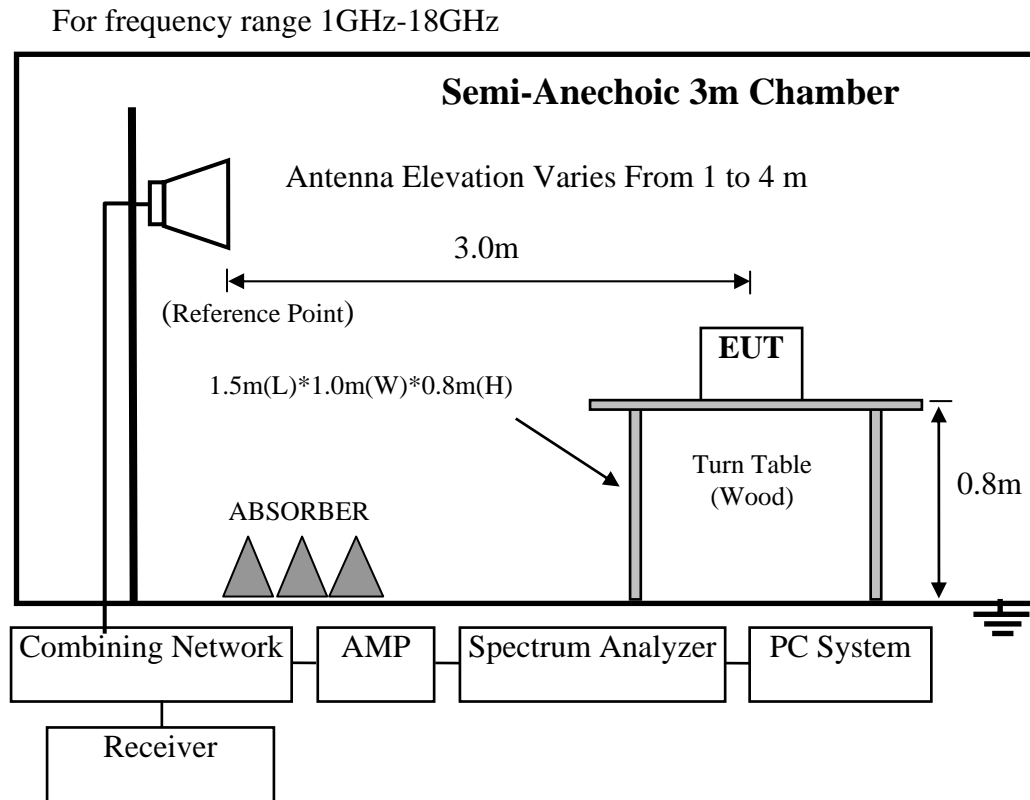 For frequency range 1GHz-18GHz
Semi-Anechoic 3m Chamber
Antenna Elevation Varies From 1 to 4 m
3.0m
(Reference Point)
EUT
1.5m(L)*1.0m(W)*0.8m(H)
Turn Table
(Wood)
0.8m
ABSORBER
Combining Network
AMP
Spectrum Analyzer
PC System
Receiver